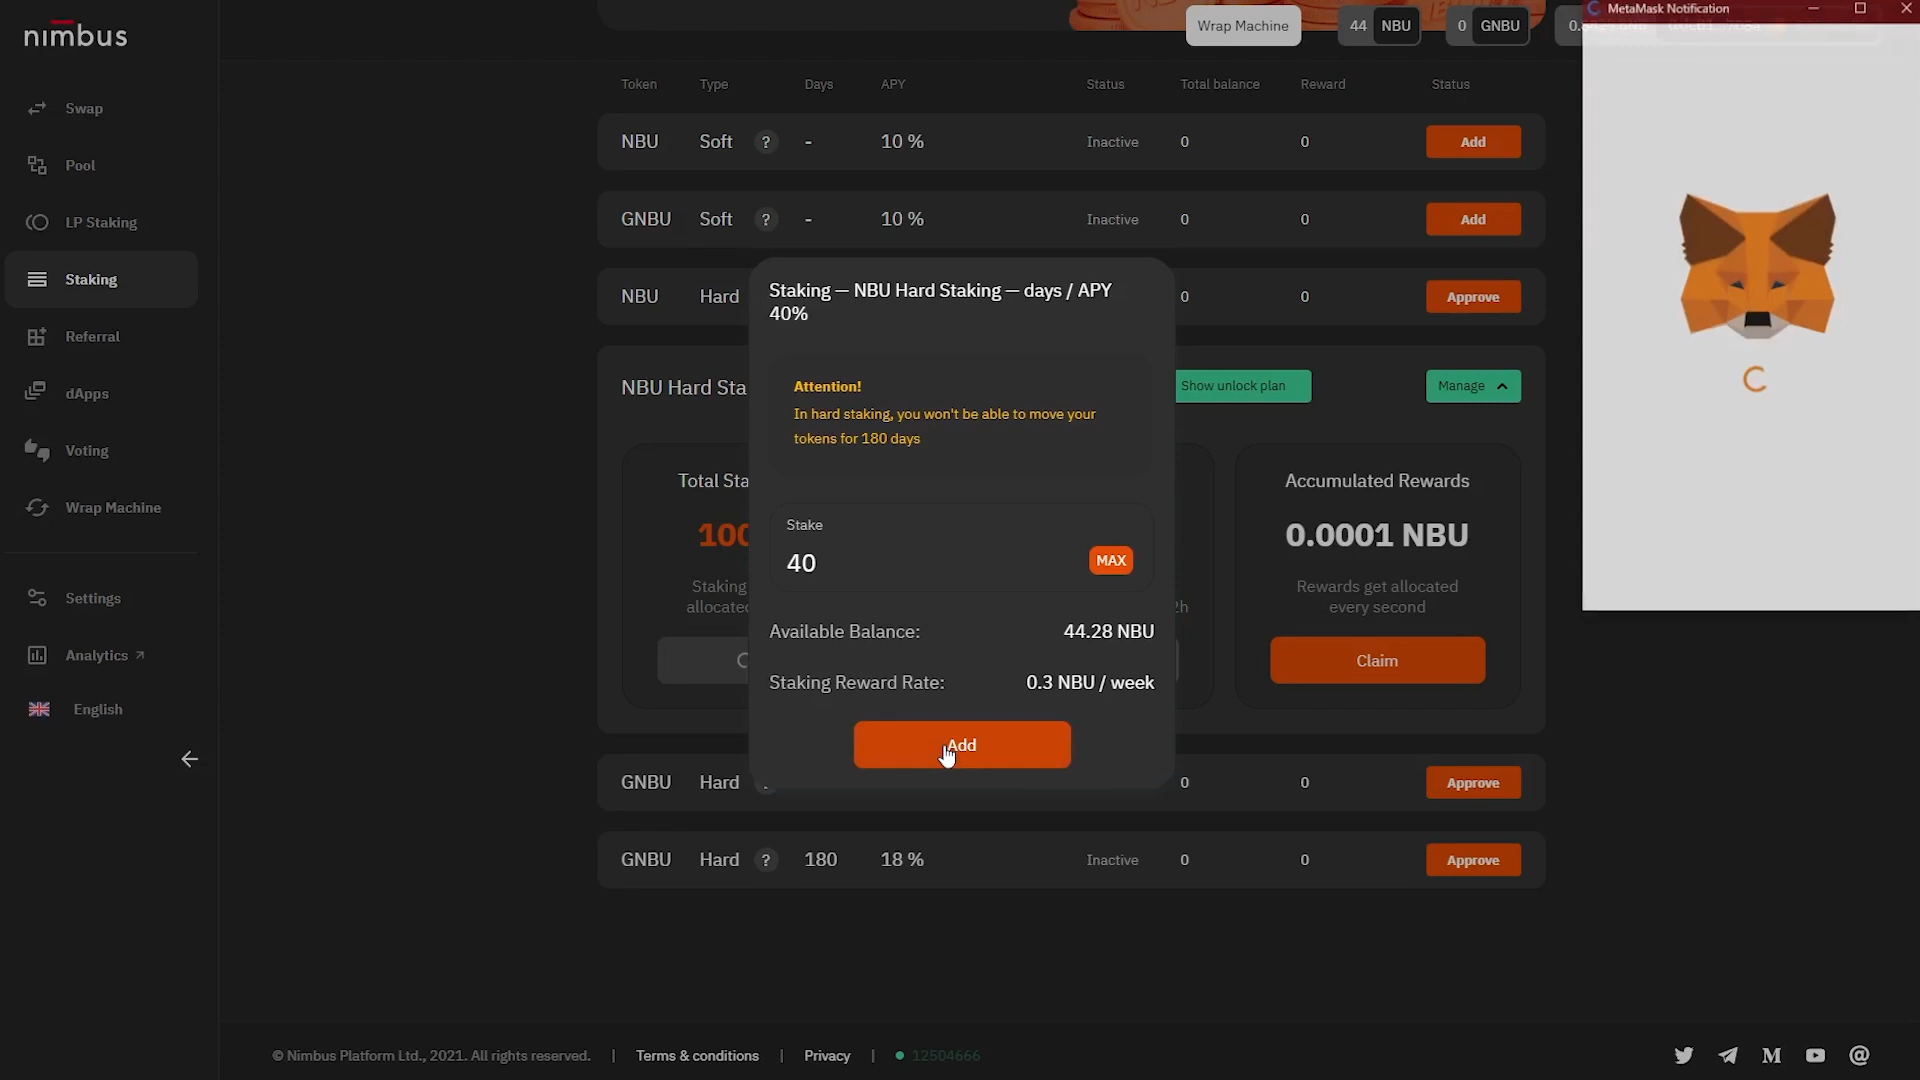 nimbus
Swap
Pool
LP Staking
Staking
Referral
dApps
Voting
Wrap Machine
Settings
Analytics ↗
English
Wrap Machine
44 NBU
0 GNBU
MetaMask Notification
Token Type Days APY Status Total balance Reward Status
NBU Soft ? - 10 % Inactive 0 0 Add
GNBU Soft ? - 10 % Inactive 0 0 Add
NBU Hard 0 0 Approve
NBU Hard Sta
Show unlock plan
Manage
Total Sta
100
Staking
allocated
2h
Accumulated Rewards
0.0001 NBU
Rewards get allocated
every second
Claim
Staking — NBU Hard Staking — days / APY
40%
Attention!
In hard staking, you won't be able to move your
tokens for 180 days
Stake
40
MAX
Available Balance: 44.28 NBU
Staking Reward Rate: 0.3 NBU / week
Add
GNBU Hard 0 0 Approve
GNBU Hard ? 180 18 % Inactive 0 0 Approve
© Nimbus Platform Ltd., 2021. All rights reserved. | Terms & conditions | Privacy | 12504666